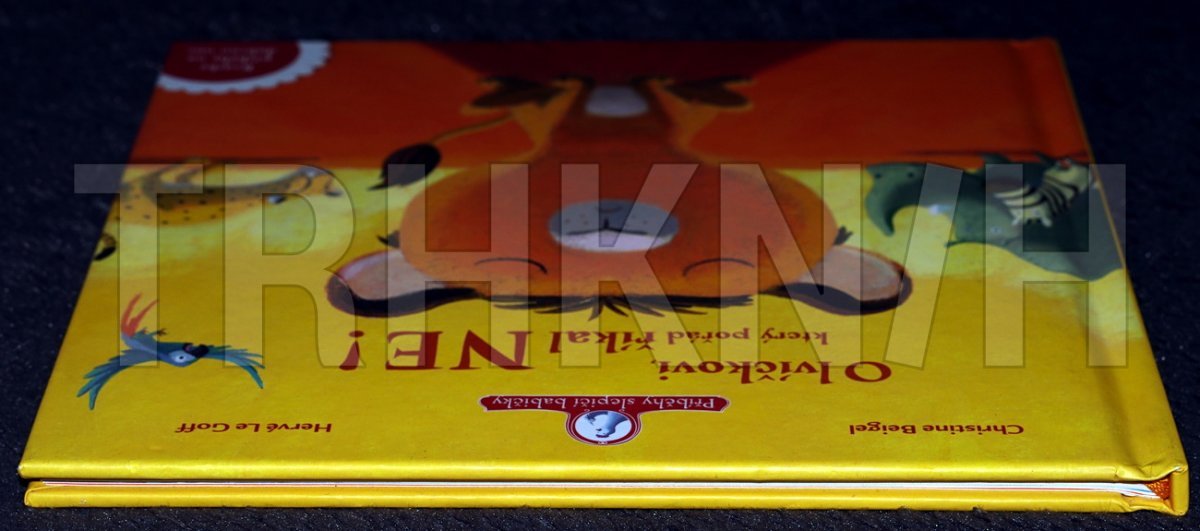 Christine Beigel
Hervé Le Goff
Příběhy slepičí babičky
O lvíčkovi,
který pořád říkal NE!
TRHKNIH